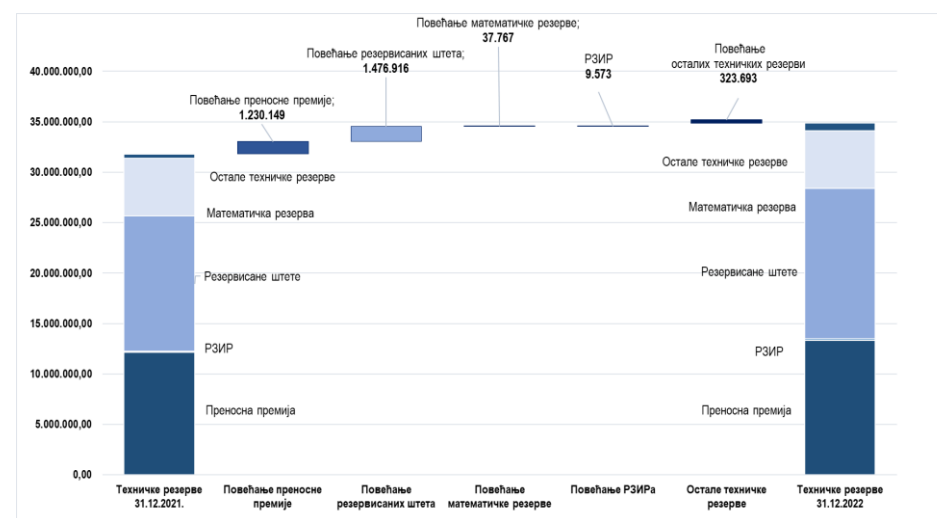 Повећање математичке резерве;
37.767
Повећање резервисаних штета;
1.476.916
РЗИР
9.573
Повећање
осталих техничких резерви
323.693
Повећање преносне премије;
1.230.149
40.000.000,00
35.000.000,00
30.000.000,00
25.000.000,00
20.000.000,00
15.000.000,00
10.000.000,00
5.000.000,00
0,00
Остале техничке резерве
Математичка резерва
Резервисане штете
РЗИР
Преносна премија
Остале техничке резерве
Математичка резерва
Резервисане штете
РЗИР
Преносна премија
Техничке резерве
31.12.2021.
Повећање преносне
премије
Повећање
резервисаних штета
Повећање
математичке резерве
Повећање РЗИРа
Остале техничке
резерве
Техничке резерве
31.12.2022